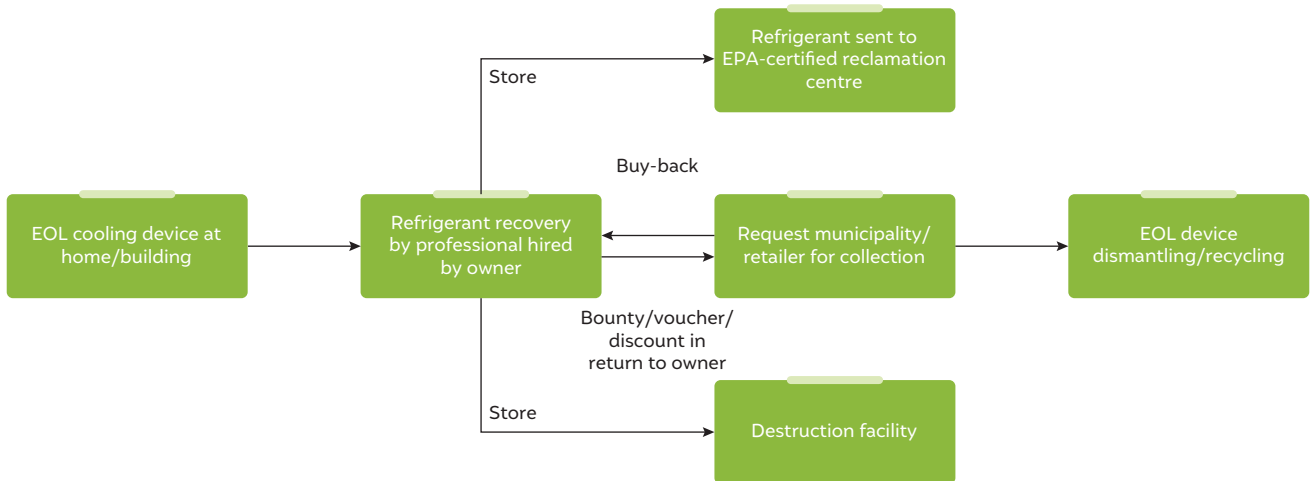 Refrigerant sent to
EPA-certified reclamation
centre
Store
Buy-back
EOL cooling device at
home/building
Refrigerant recovery
by professional hired
by owner
Request municipality/
retailer for collection
EOL device
dismantling/recycling
Bounty/voucher/
discount in
return to owner
Store
Destruction facility